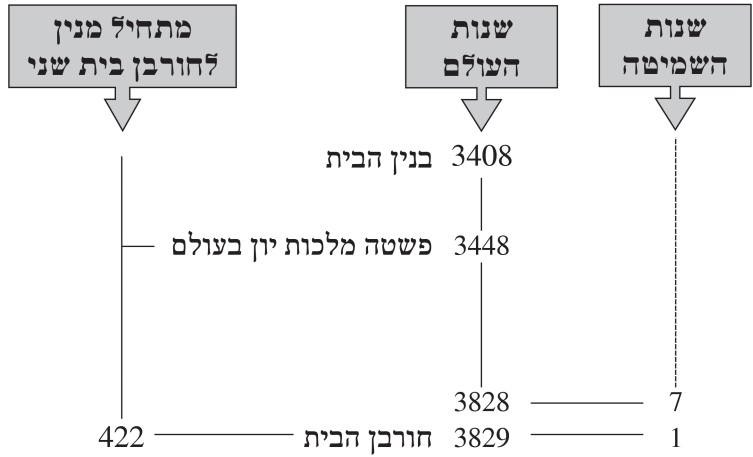 שנות
השמיטה
שנות
העולם
מתחיל מנין
לחורבן בית שני
3408 בנין הבית
3448 פשטה מלכות יון בעולם
7 3828
1 3829 חורבן הבית 422